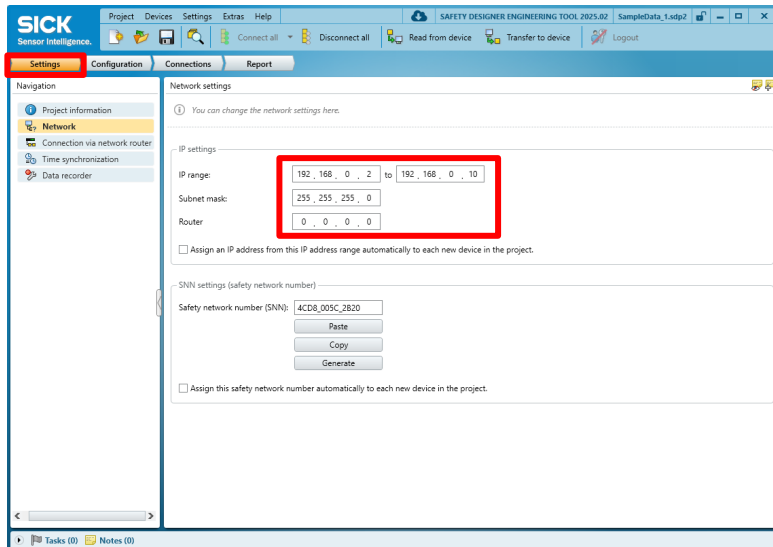 SICK
Sensor Intelligence.
Project Devices Settings Extras Help
SAFETY DESIGNER ENGINEERING TOOL 2025.02 SampleData_1.sdp2
Connect all Disconnect all Read from device Transfer to device Logout
Settings Configuration Connections Report
Navigation
Project information
Network
Connection via network router
Time synchronization
Data recorder
Network settings
You can change the network settings here.
IP settings
IP range: 192 . 168 . 0 . 2 to 192 . 168 . 0 . 10
Subnet mask: 255 . 255 . 255 . 0
Router 0 . 0 . 0 . 0
Assign an IP address from this IP address range automatically to each new device in the project.
SNN settings (safety network number)
Safety network number (SNN): 4CD8_005C_2B20
Paste
Copy
Generate
Assign this safety network number automatically to each new device in the project.
Tasks (0) Notes (0)